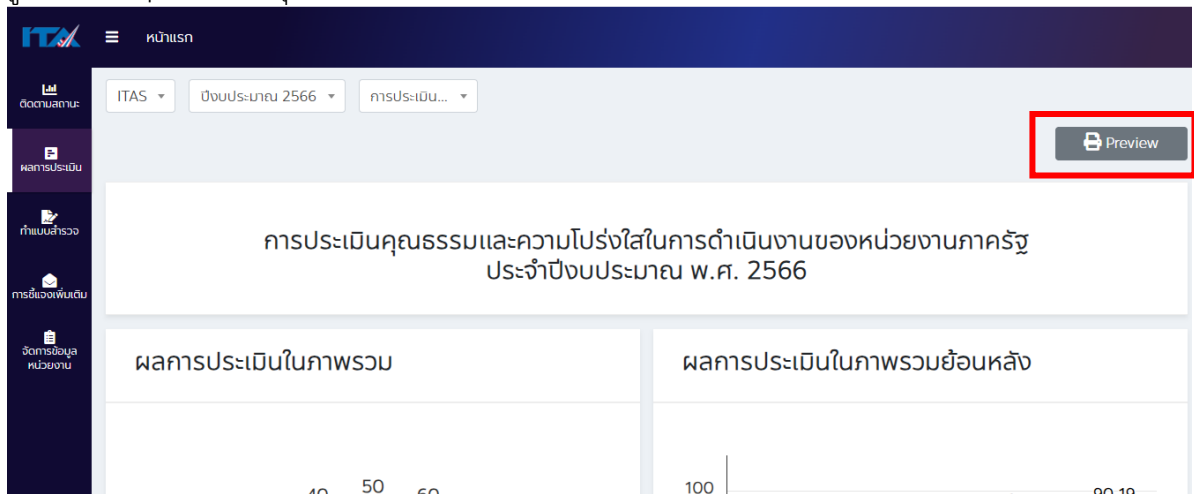 ITA
หน้าแรก
ติดตามสถานะ
ITAS
ปีงบประมาณ 2566
การประเมิน...
ผลการประเมิน
Preview
ทำแบบสำรวจ
การประเมินคุณธรรมและความโปร่งใสในการดำเนินงานของหน่วยงานภาครัฐ
ประจำปีงบประมาณ พ.ศ. 2566
การชี้แจงเพิ่มเติม
จัดการข้อมูล
หน่วยงาน
ผลการประเมินในภาพรวม
ผลการประเมินในภาพรวมย้อนหลัง
40
50
60
100
90.19